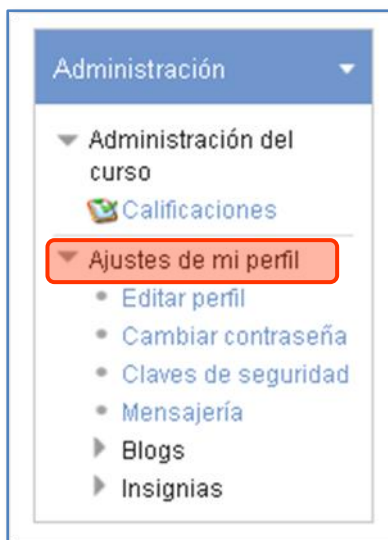 Administración
Administración del
curso
Calificaciones
Ajustes de mi perfil
Editar perfil
Cambiar contraseña
Claves de seguridad
Mensajería
Blogs
Insignias